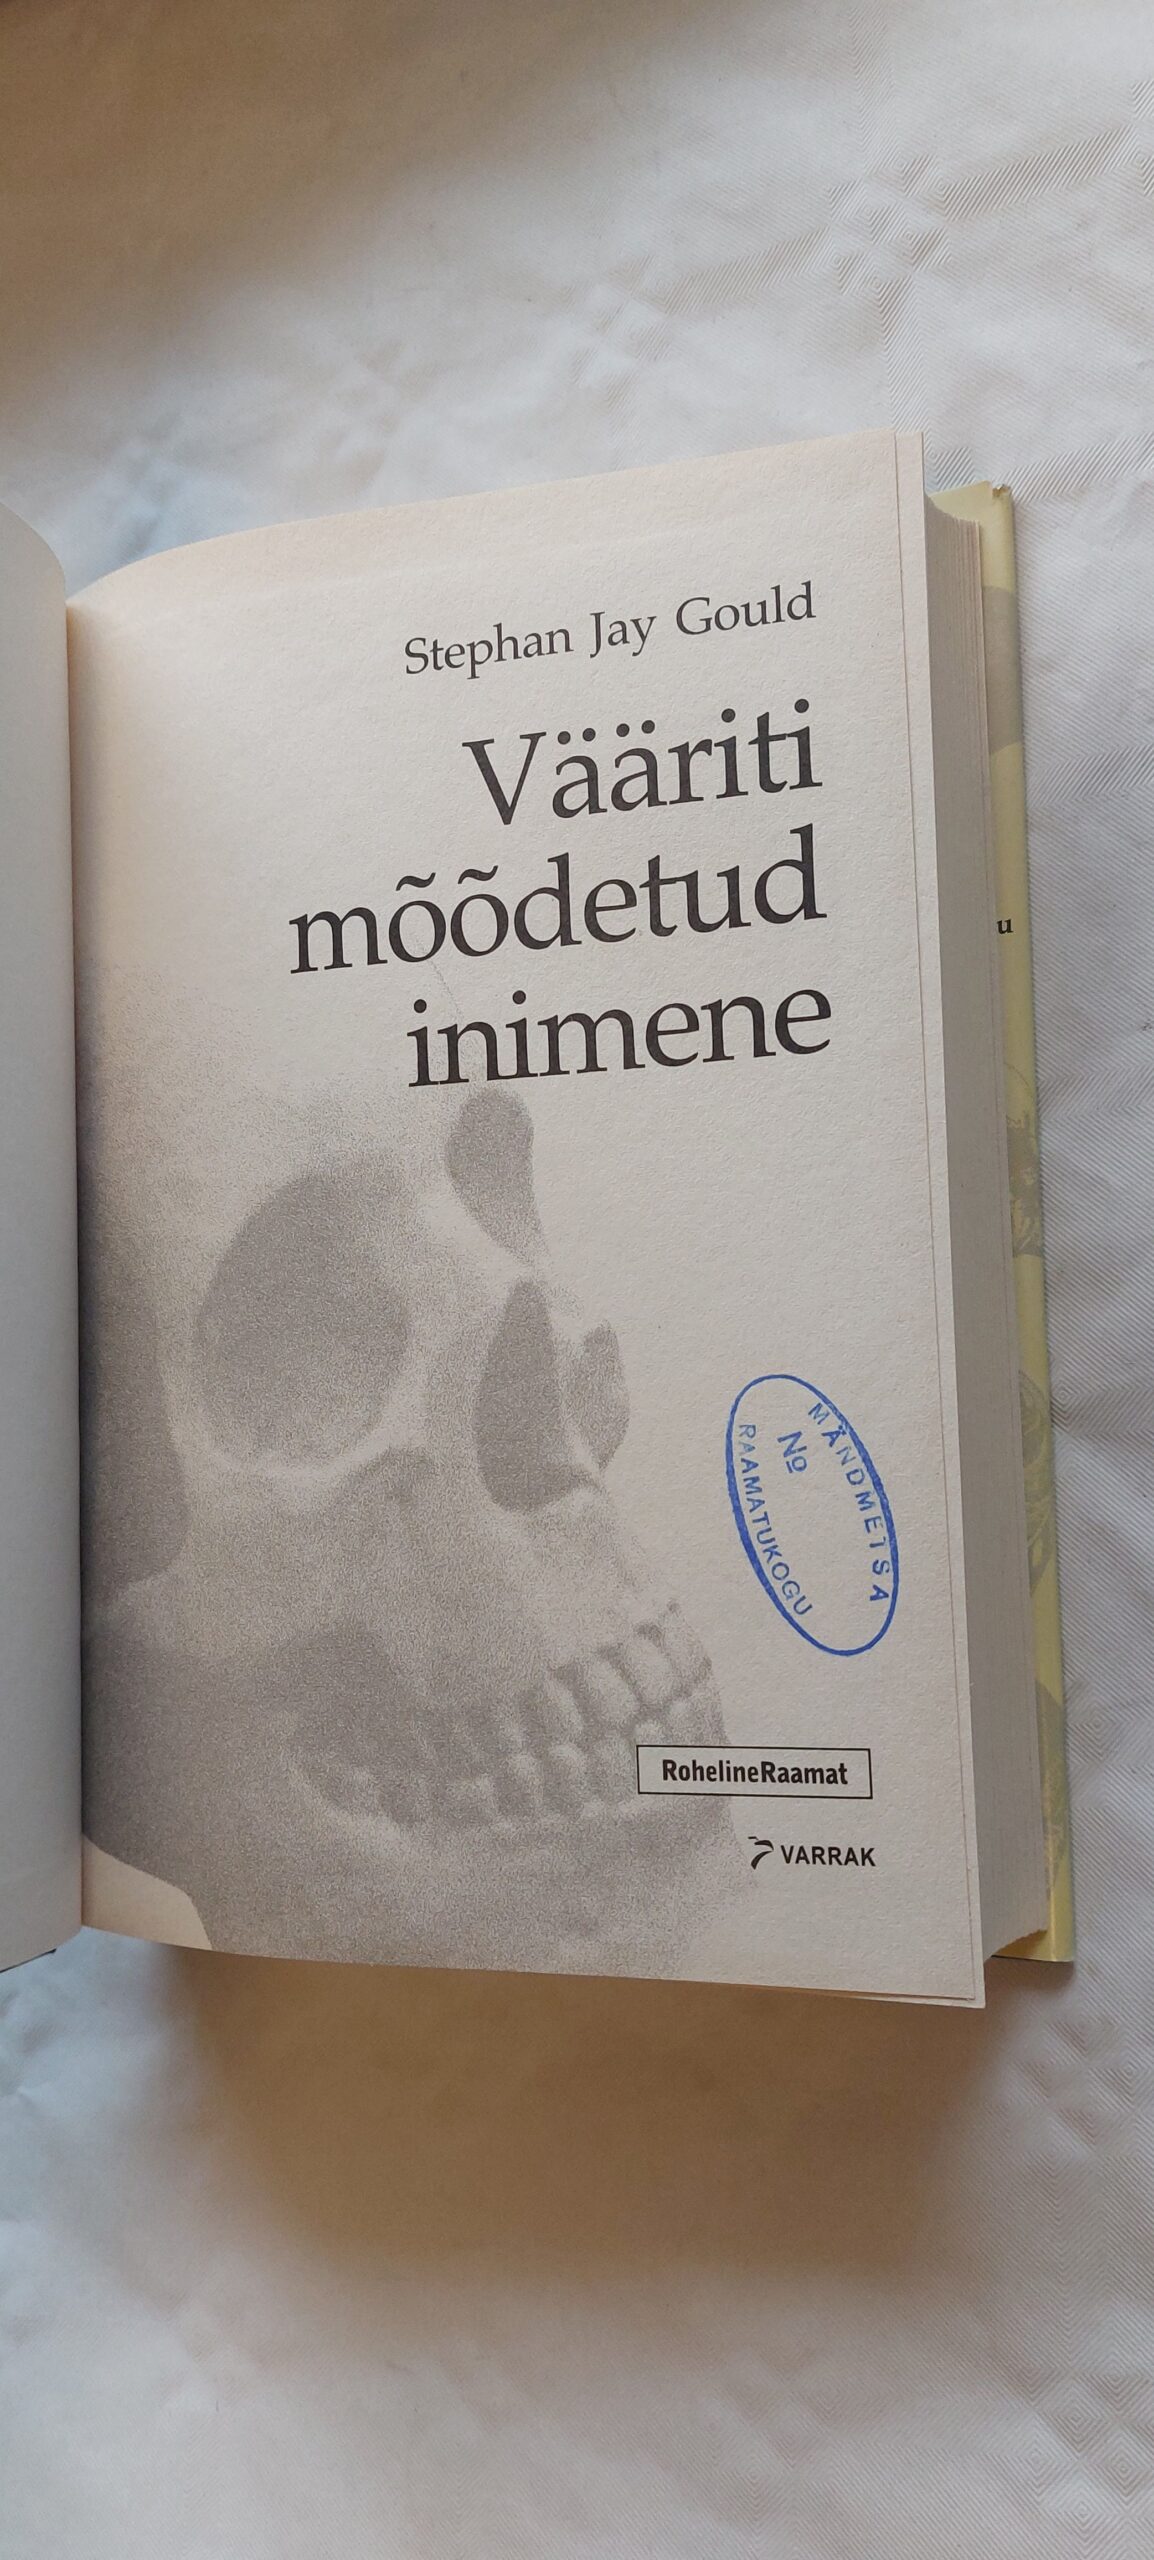 Stephan Jay Gould
Vääriti
mõõdetud
inimene
MÄNDMETSA
No
RAAMATUKOGU
RohelineRaamat
VARRAK
u